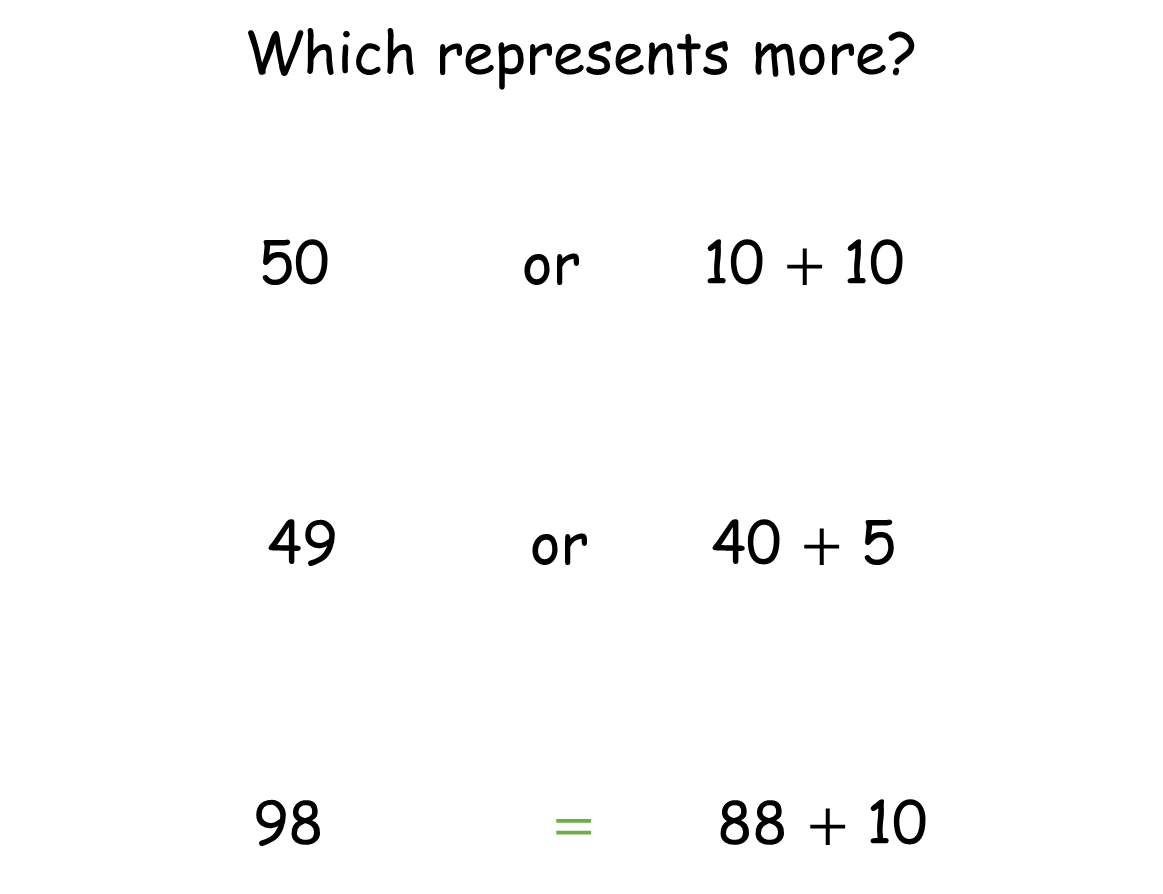 Which represents more?
50 or 10 + 10
49 or 40 + 5
98 = 88 + 10